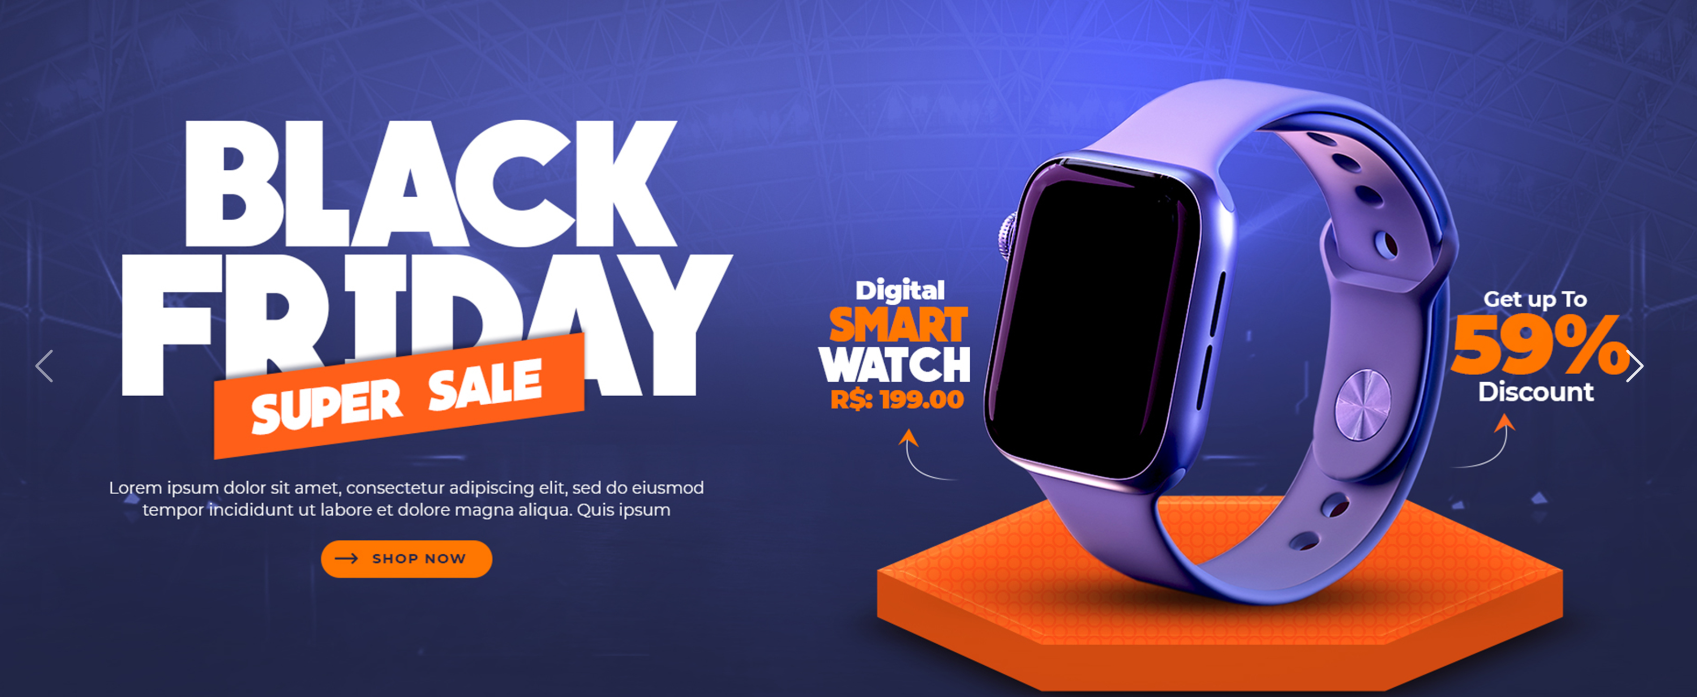 BLACK
FRIDAY
SUPER SALE
Lorem ipsum dolor sit amet, consectetur adipiscing elit, sed do eiusmod
tempor incididunt ut labore et dolore magna aliqua. Quis ipsum
SHOP NOW
Digital
SMART
WATCH
R$: 199.00
Get up To
59%
Discount